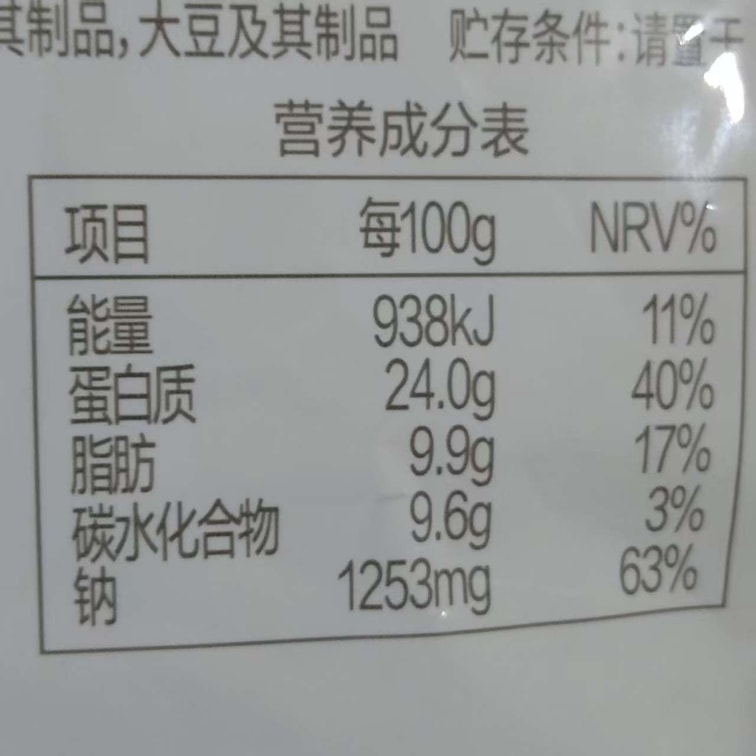 其制品,大豆及其制品 贮存条件:请置于
营养成分表
项目 每100g NRV%
能量 938kJ 11%
蛋白质 24.0g 40%
脂肪 9.9g 17%
碳水化合物 9.6g 3%
钠 1253mg 63%